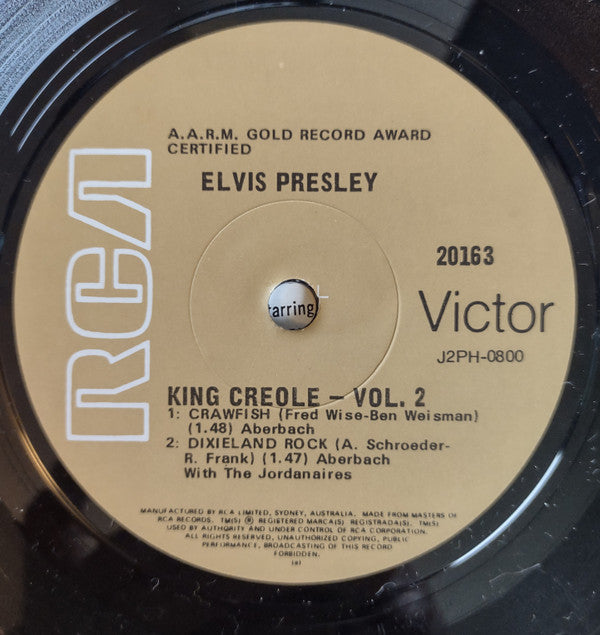 RCA
A.A.R.M. GOLD RECORD AWARD
CERTIFIED
ELVIS PRESLEY
20163
Victor
J2PH-0800
arring
KING CREOLE – VOL. 2
1: CRAWFISH (Fred Wise-Ben Weisman)
(1.48) Aberbach
2: DIXIELAND ROCK (A. Schroeder-
R. Frank) (1.47) Aberbach
With The Jordanaires
MANUFACTURED BY RCA LIMITED, SYDNEY, AUSTRALIA. MADE FROM MASTERS OF
RCA RECORDS. TM(S) ® REGISTERED MARCA(S) REGISTRADA(S). TM(S)
USED BY AUTHORITY AND UNDER CONTROL OF RCA CORPORATION.
ALL RIGHTS RESERVED, UNAUTHORIZED COPYING, PUBLIC
PERFORMANCE, BROADCASTING OF THIS RECORD
FORBIDDEN.